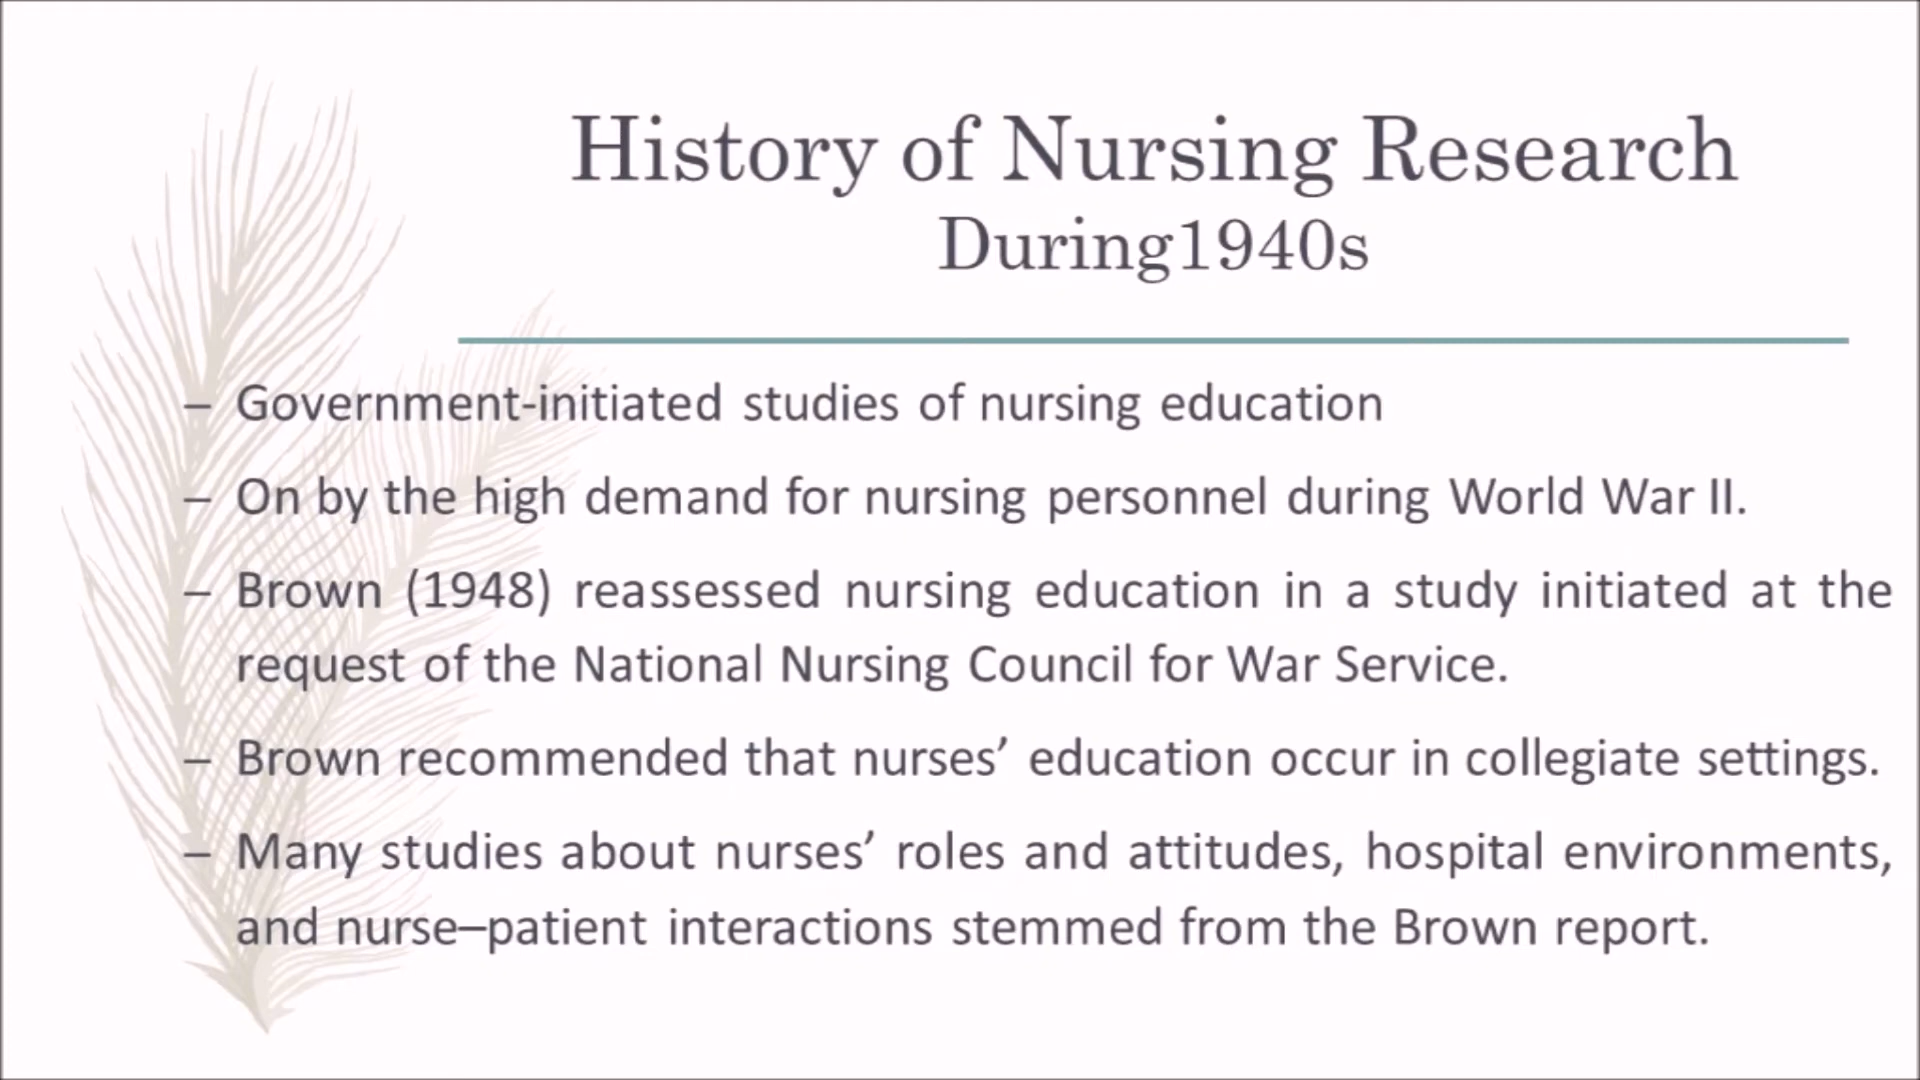 History of Nursing Research
During1940s
– Government-initiated studies of nursing education
– On by the high demand for nursing personnel during World War II.
– Brown (1948) reassessed nursing education in a study initiated at the
request of the National Nursing Council for War Service.
– Brown recommended that nurses’ education occur in collegiate settings.
– Many studies about nurses’ roles and attitudes, hospital environments,
and nurse–patient interactions stemmed from the Brown report.